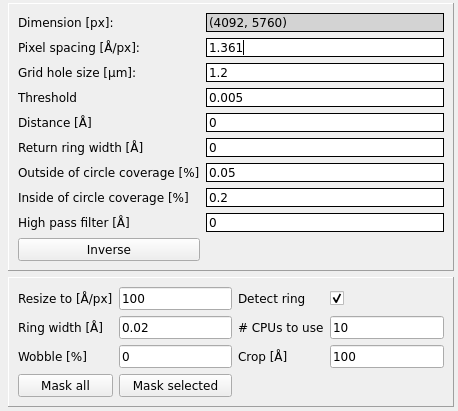 Dimension [px]: (4092, 5760)
Pixel spacing [Å/px]: 1.361
Grid hole size [µm]: 1.2
Threshold 0.005
Distance [Å] 0
Return ring width [Å] 0
Outside of circle coverage [%] 0.05
Inside of circle coverage [%] 0.2
High pass filter [Å] 0
Inverse
Resize to [Å/px] 100 Detect ring
Ring width [Å] 0.02 # CPUs to use 10
Wobble [%] 0 Crop [Å] 100
Mask all Mask selected